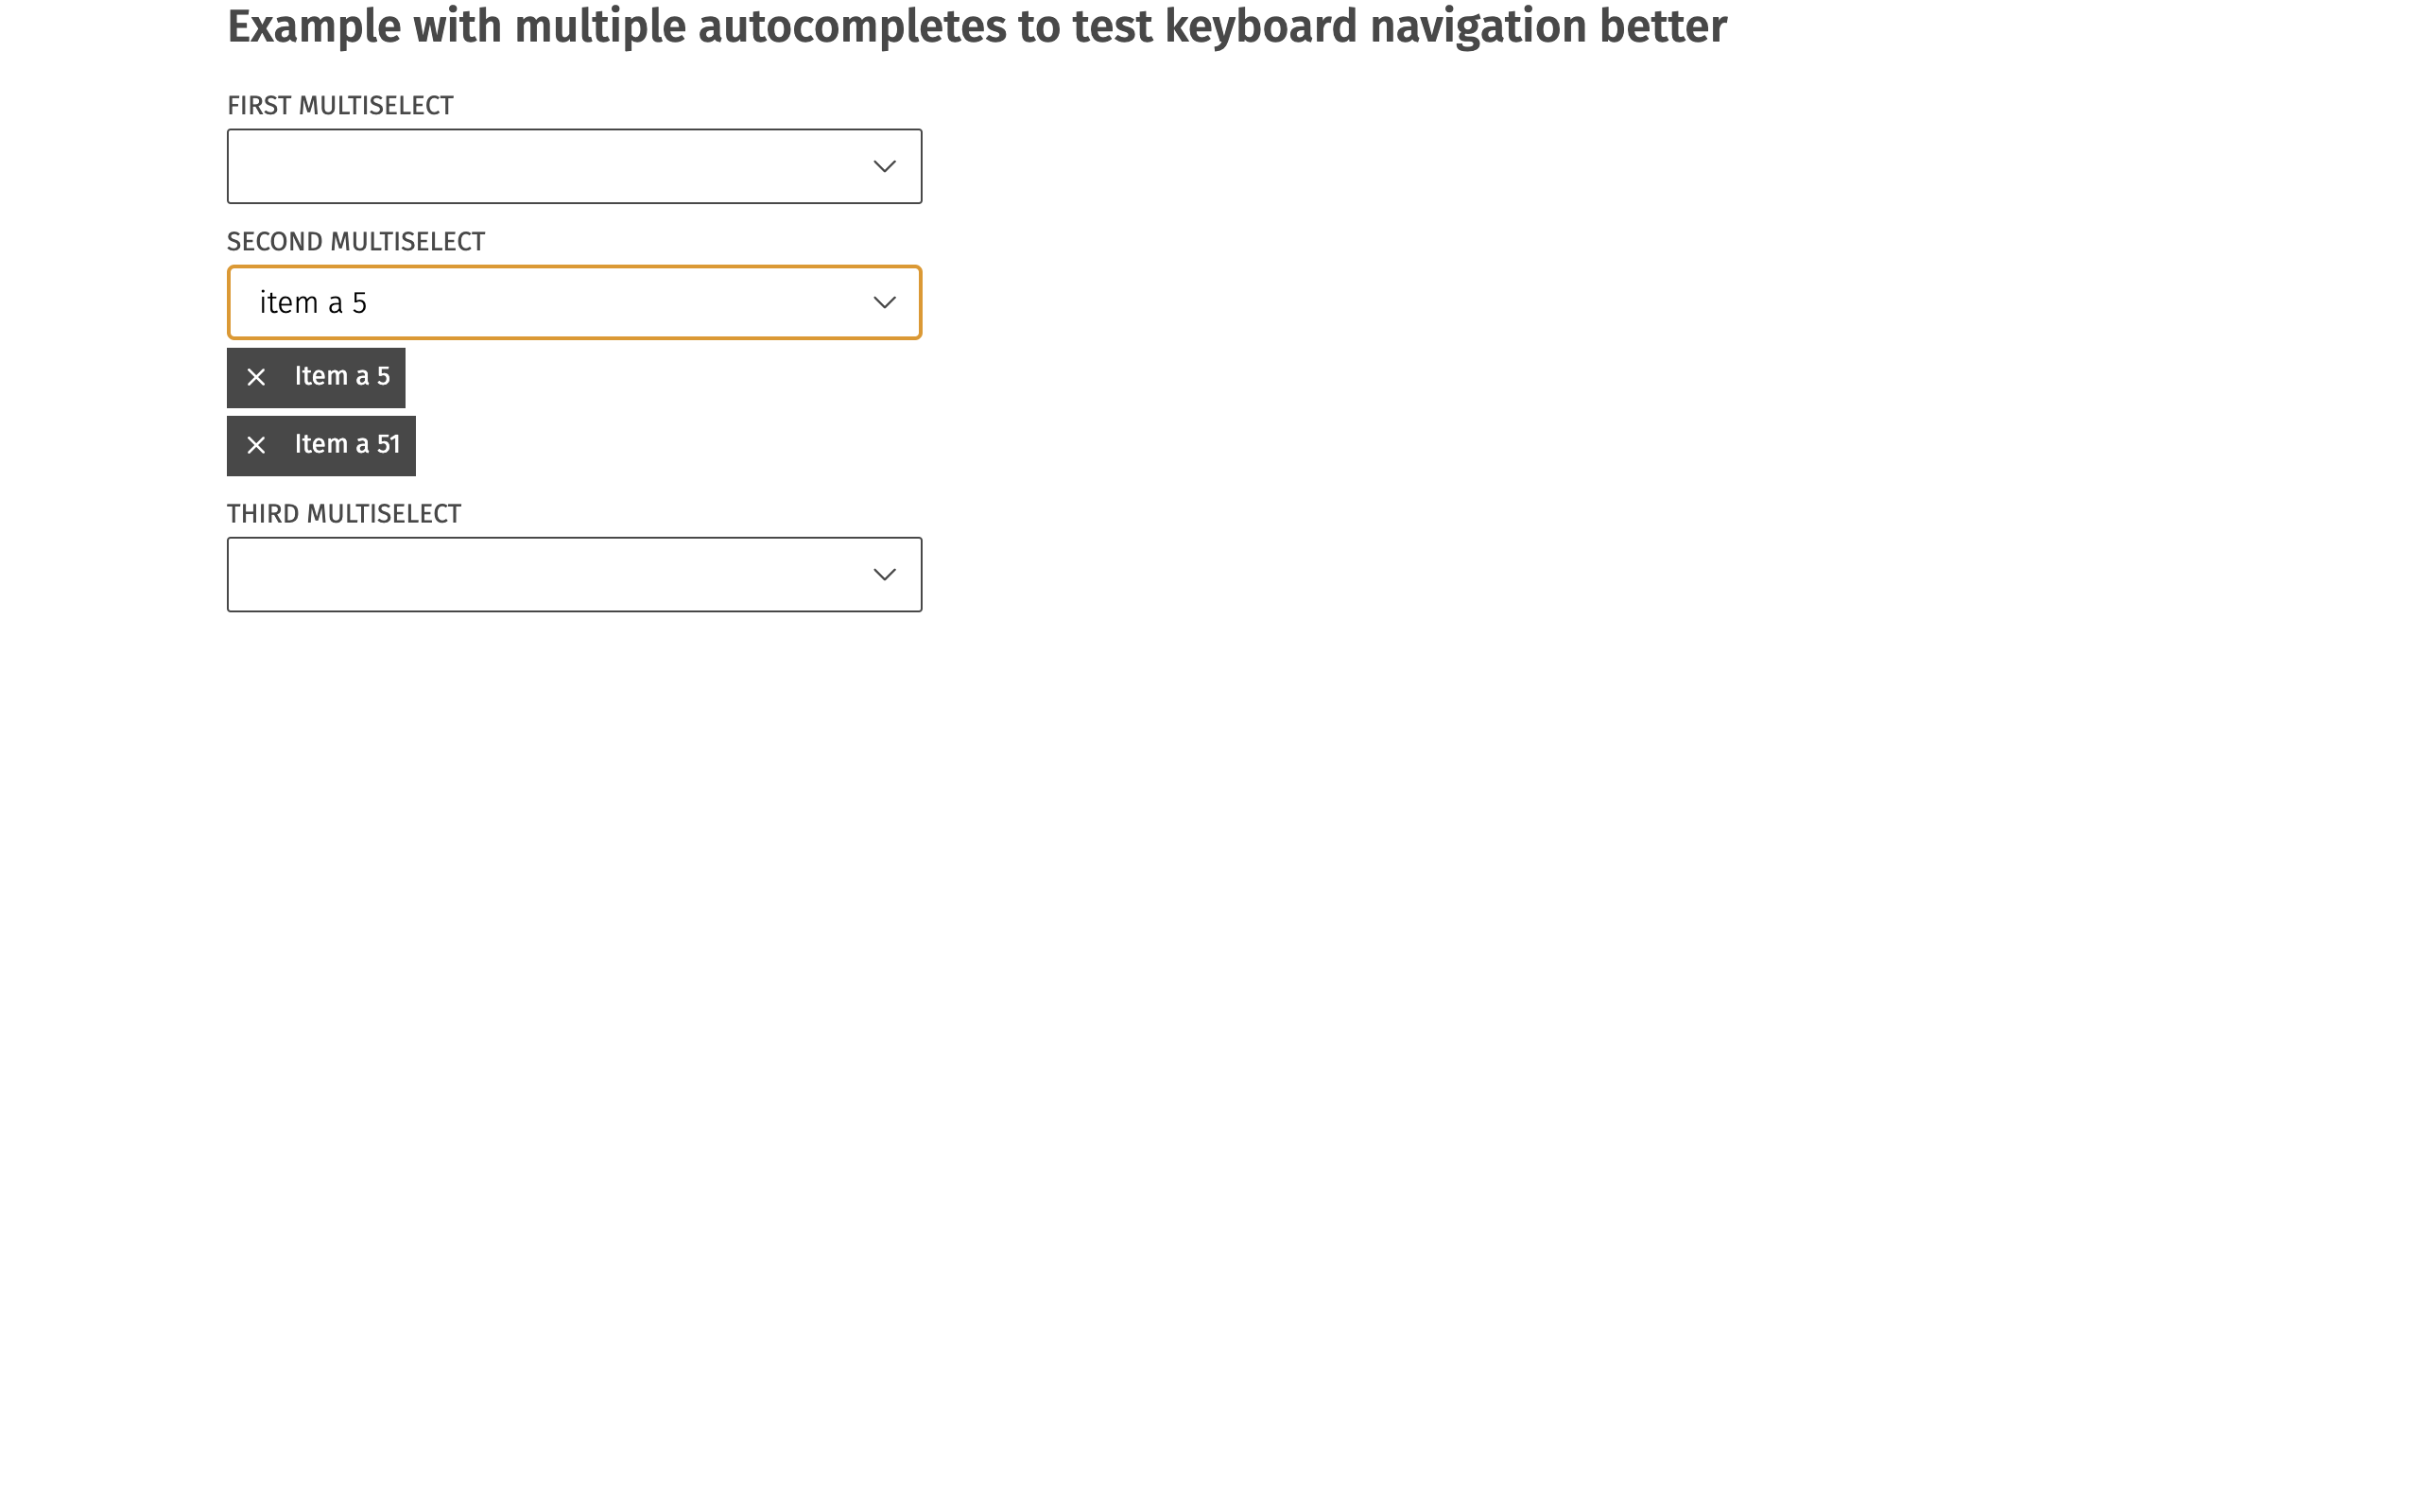 Example with multiple autocompletes to test keyboard navigation better
FIRST MULTISELECT
SECOND MULTISELECT
item a 5
Item a 5
Item a 51
THIRD MULTISELECT